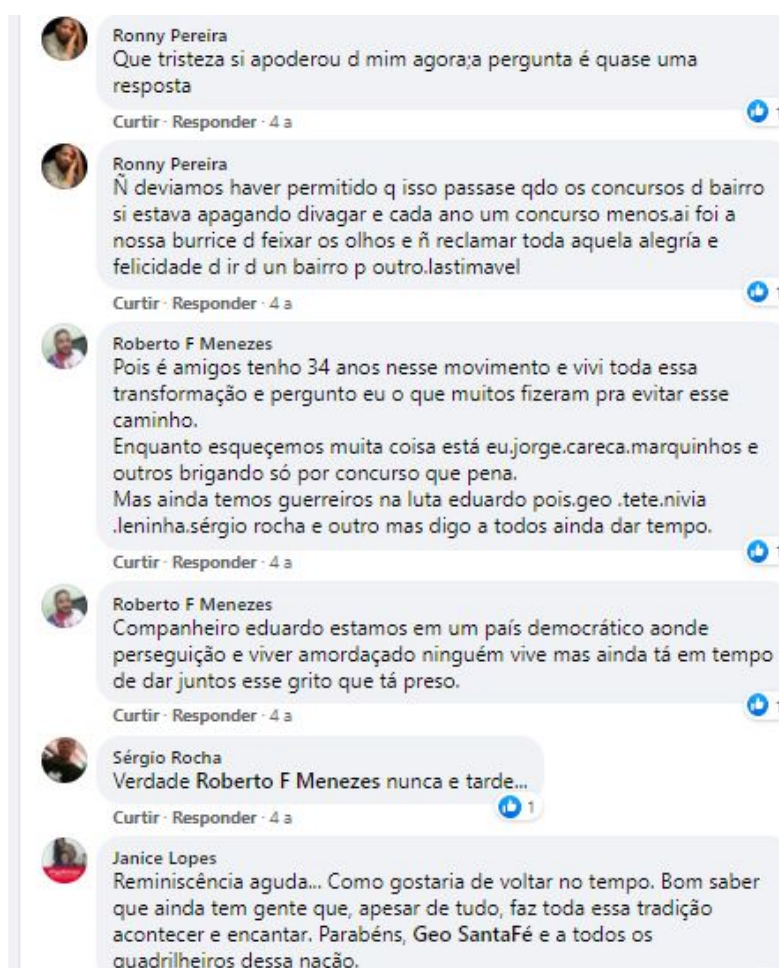 Ronny Pereira
Que tristeza si apoderou d mim agora;a pergunta é quase uma
resposta
Curtir · Responder · 4 a
1
Ronny Pereira
Ñ deviamos haver permitido q isso passase qdo os concursos d bairro
si estava apagando divagar e cada ano um concurso menos.ai foi a
nossa burrice d feixar os olhos e ñ reclamar toda aquela alegría e
felicidade d ir d un bairro p outro.lastimavel
Curtir · Responder · 4 a
1
Roberto F Menezes
Pois é amigos tenho 34 anos nesse movimento e vivi toda essa
transformação e pergunto eu o que muitos fizeram pra evitar esse
caminho.
Enquanto esqueçemos muita coisa está eu.jorge.careca.marquinhos e
outros brigando só por concurso que pena.
Mas ainda temos guerreiros na luta eduardo pois.geo .tete.nivia
.leninha.sérgio rocha e outro mas digo a todos ainda dar tempo.
Curtir · Responder · 4 a
1
Roberto F Menezes
Companheiro eduardo estamos em um país democrático aonde
perseguição e viver amordaçado ninguém vive mas ainda tá em tempo
de dar juntos esse grito que tá preso.
Curtir · Responder · 4 a
1
Sérgio Rocha
Verdade Roberto F Menezes nunca e tarde...
Curtir · Responder · 4 a
1
Janice Lopes
Reminiscência aguda... Como gostaria de voltar no tempo. Bom saber
que ainda tem gente que, apesar de tudo, faz toda essa tradição
acontecer e encantar. Parabéns, Geo SantaFé e a todos os
quadrilheiros dessa nação.